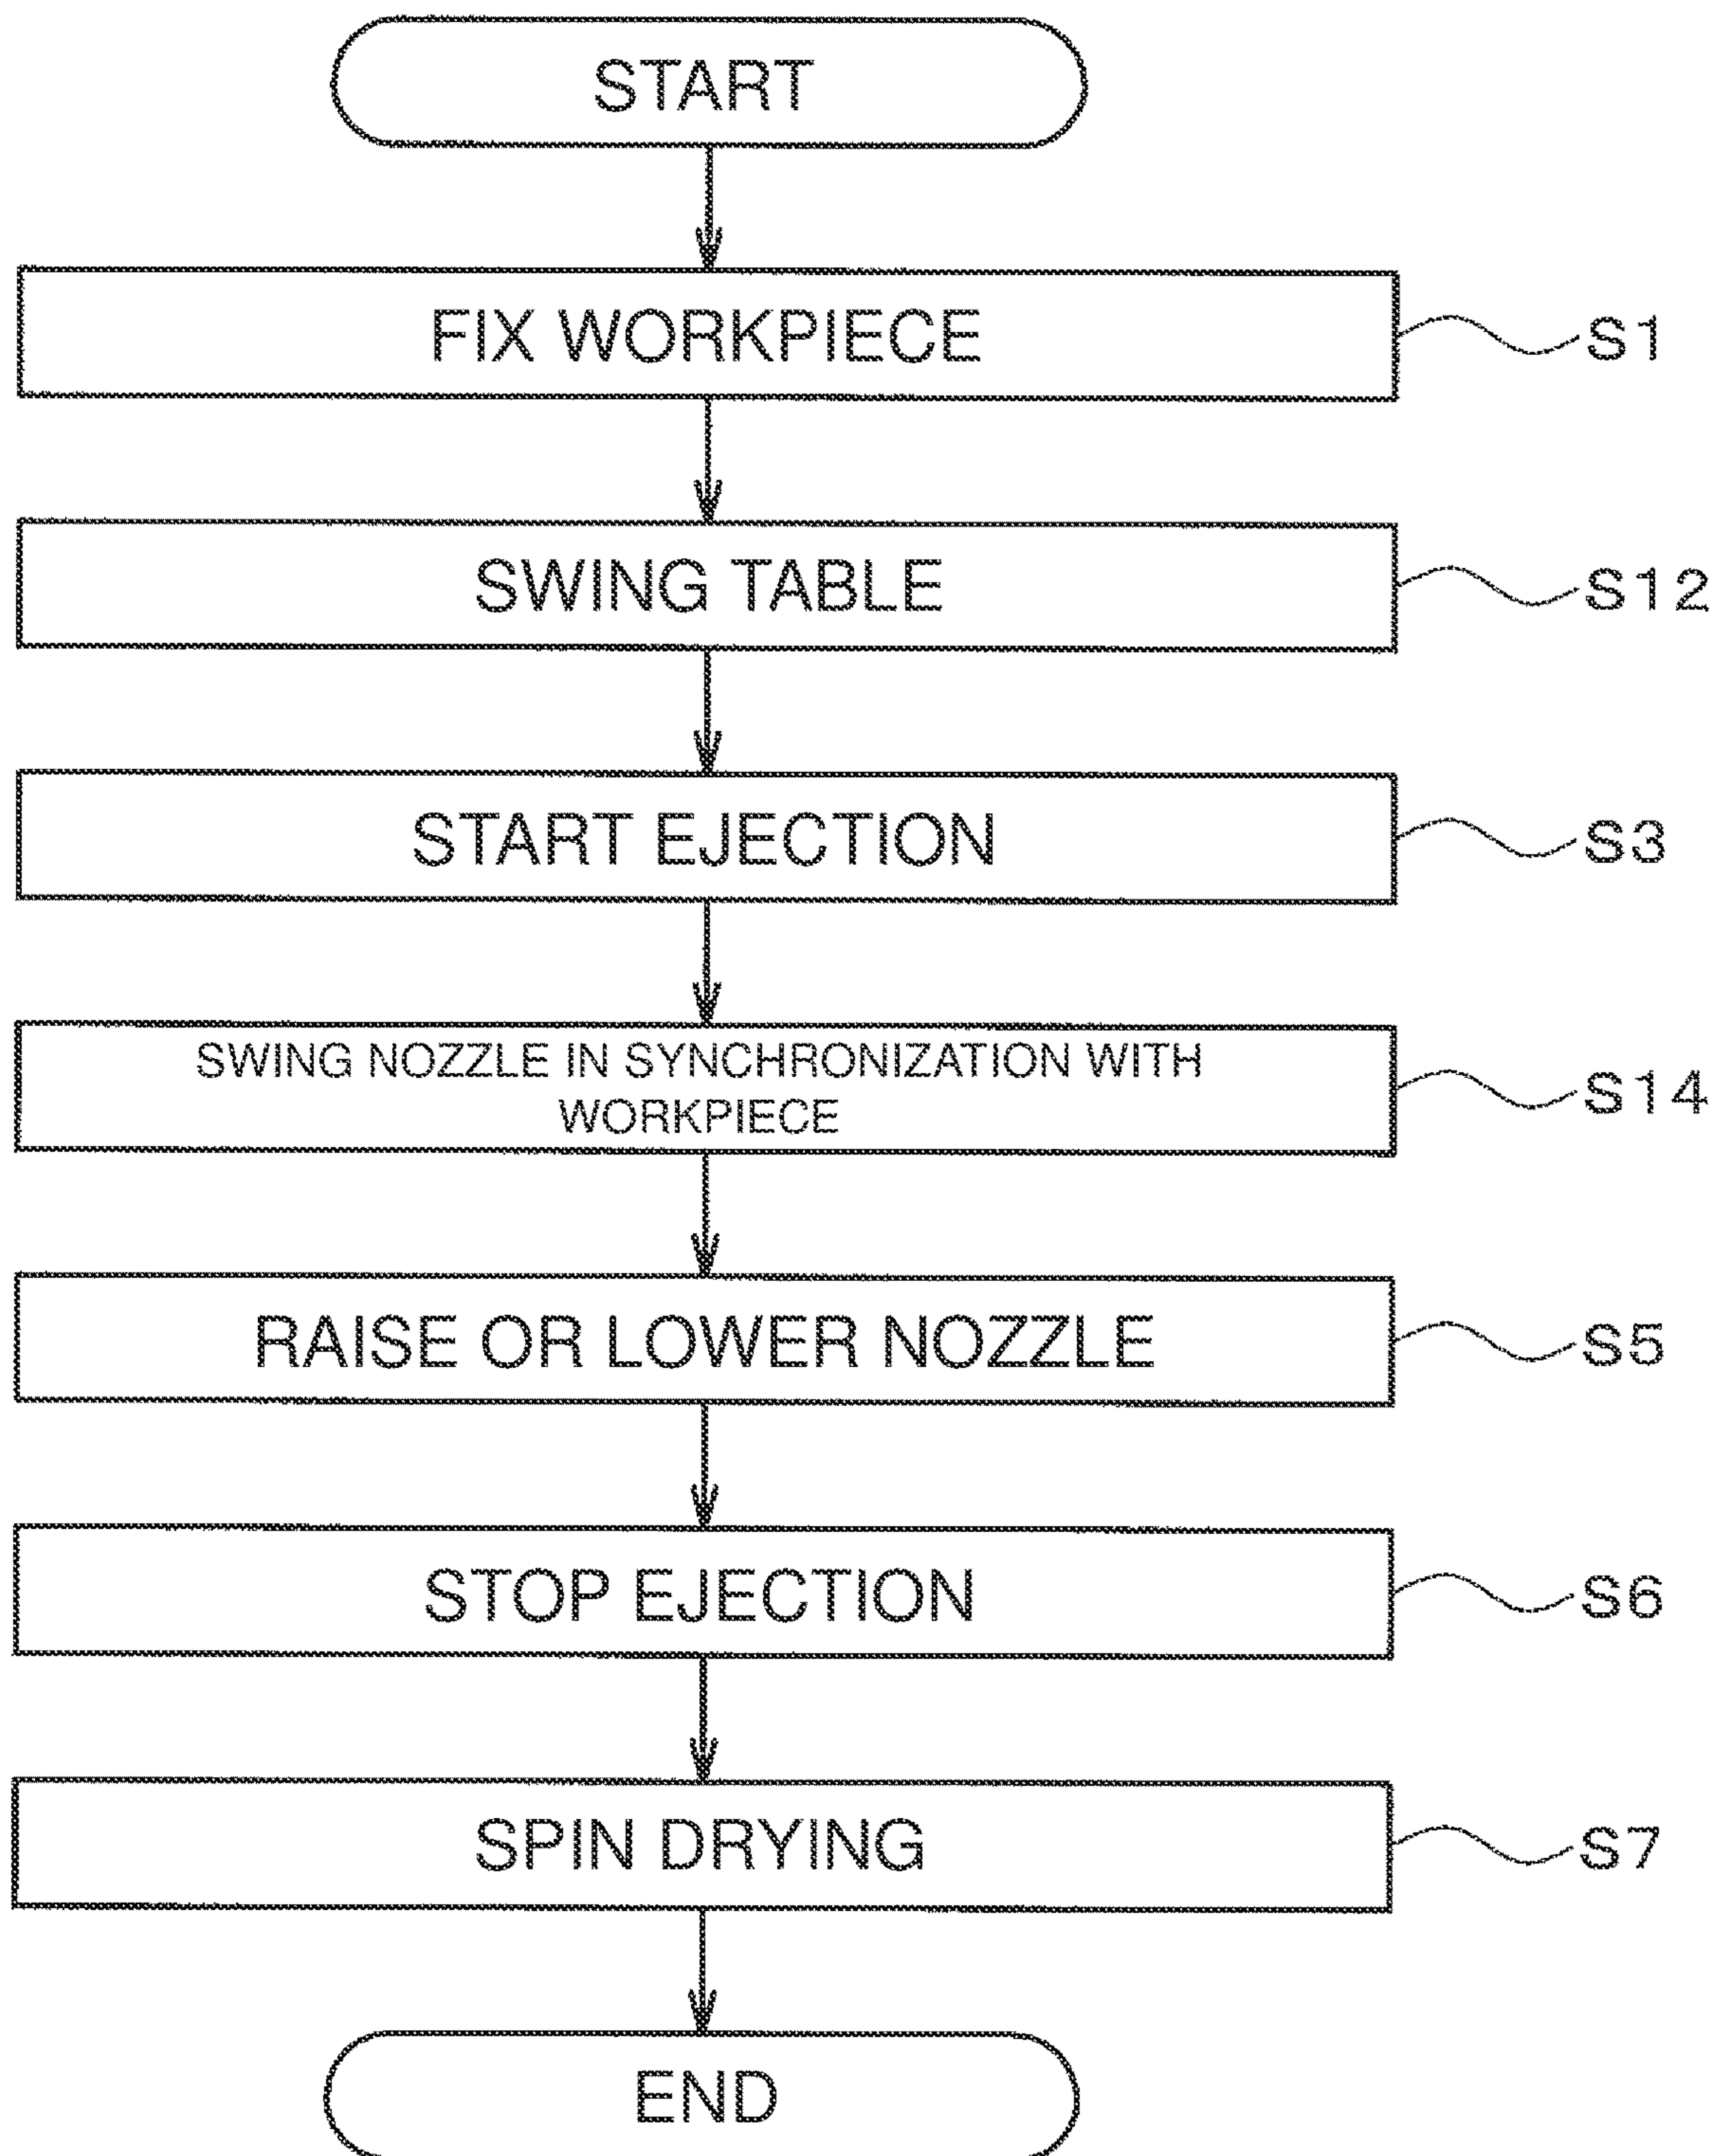 START
FIX WORKPIECE S1
SWING TABLE S12
START EJECTION S3
SWING NOZZLE IN SYNCHRONIZATION WITH
WORKPIECE S14
RAISE OR LOWER NOZZLE S5
STOP EJECTION S6
SPIN DRYING S7
END